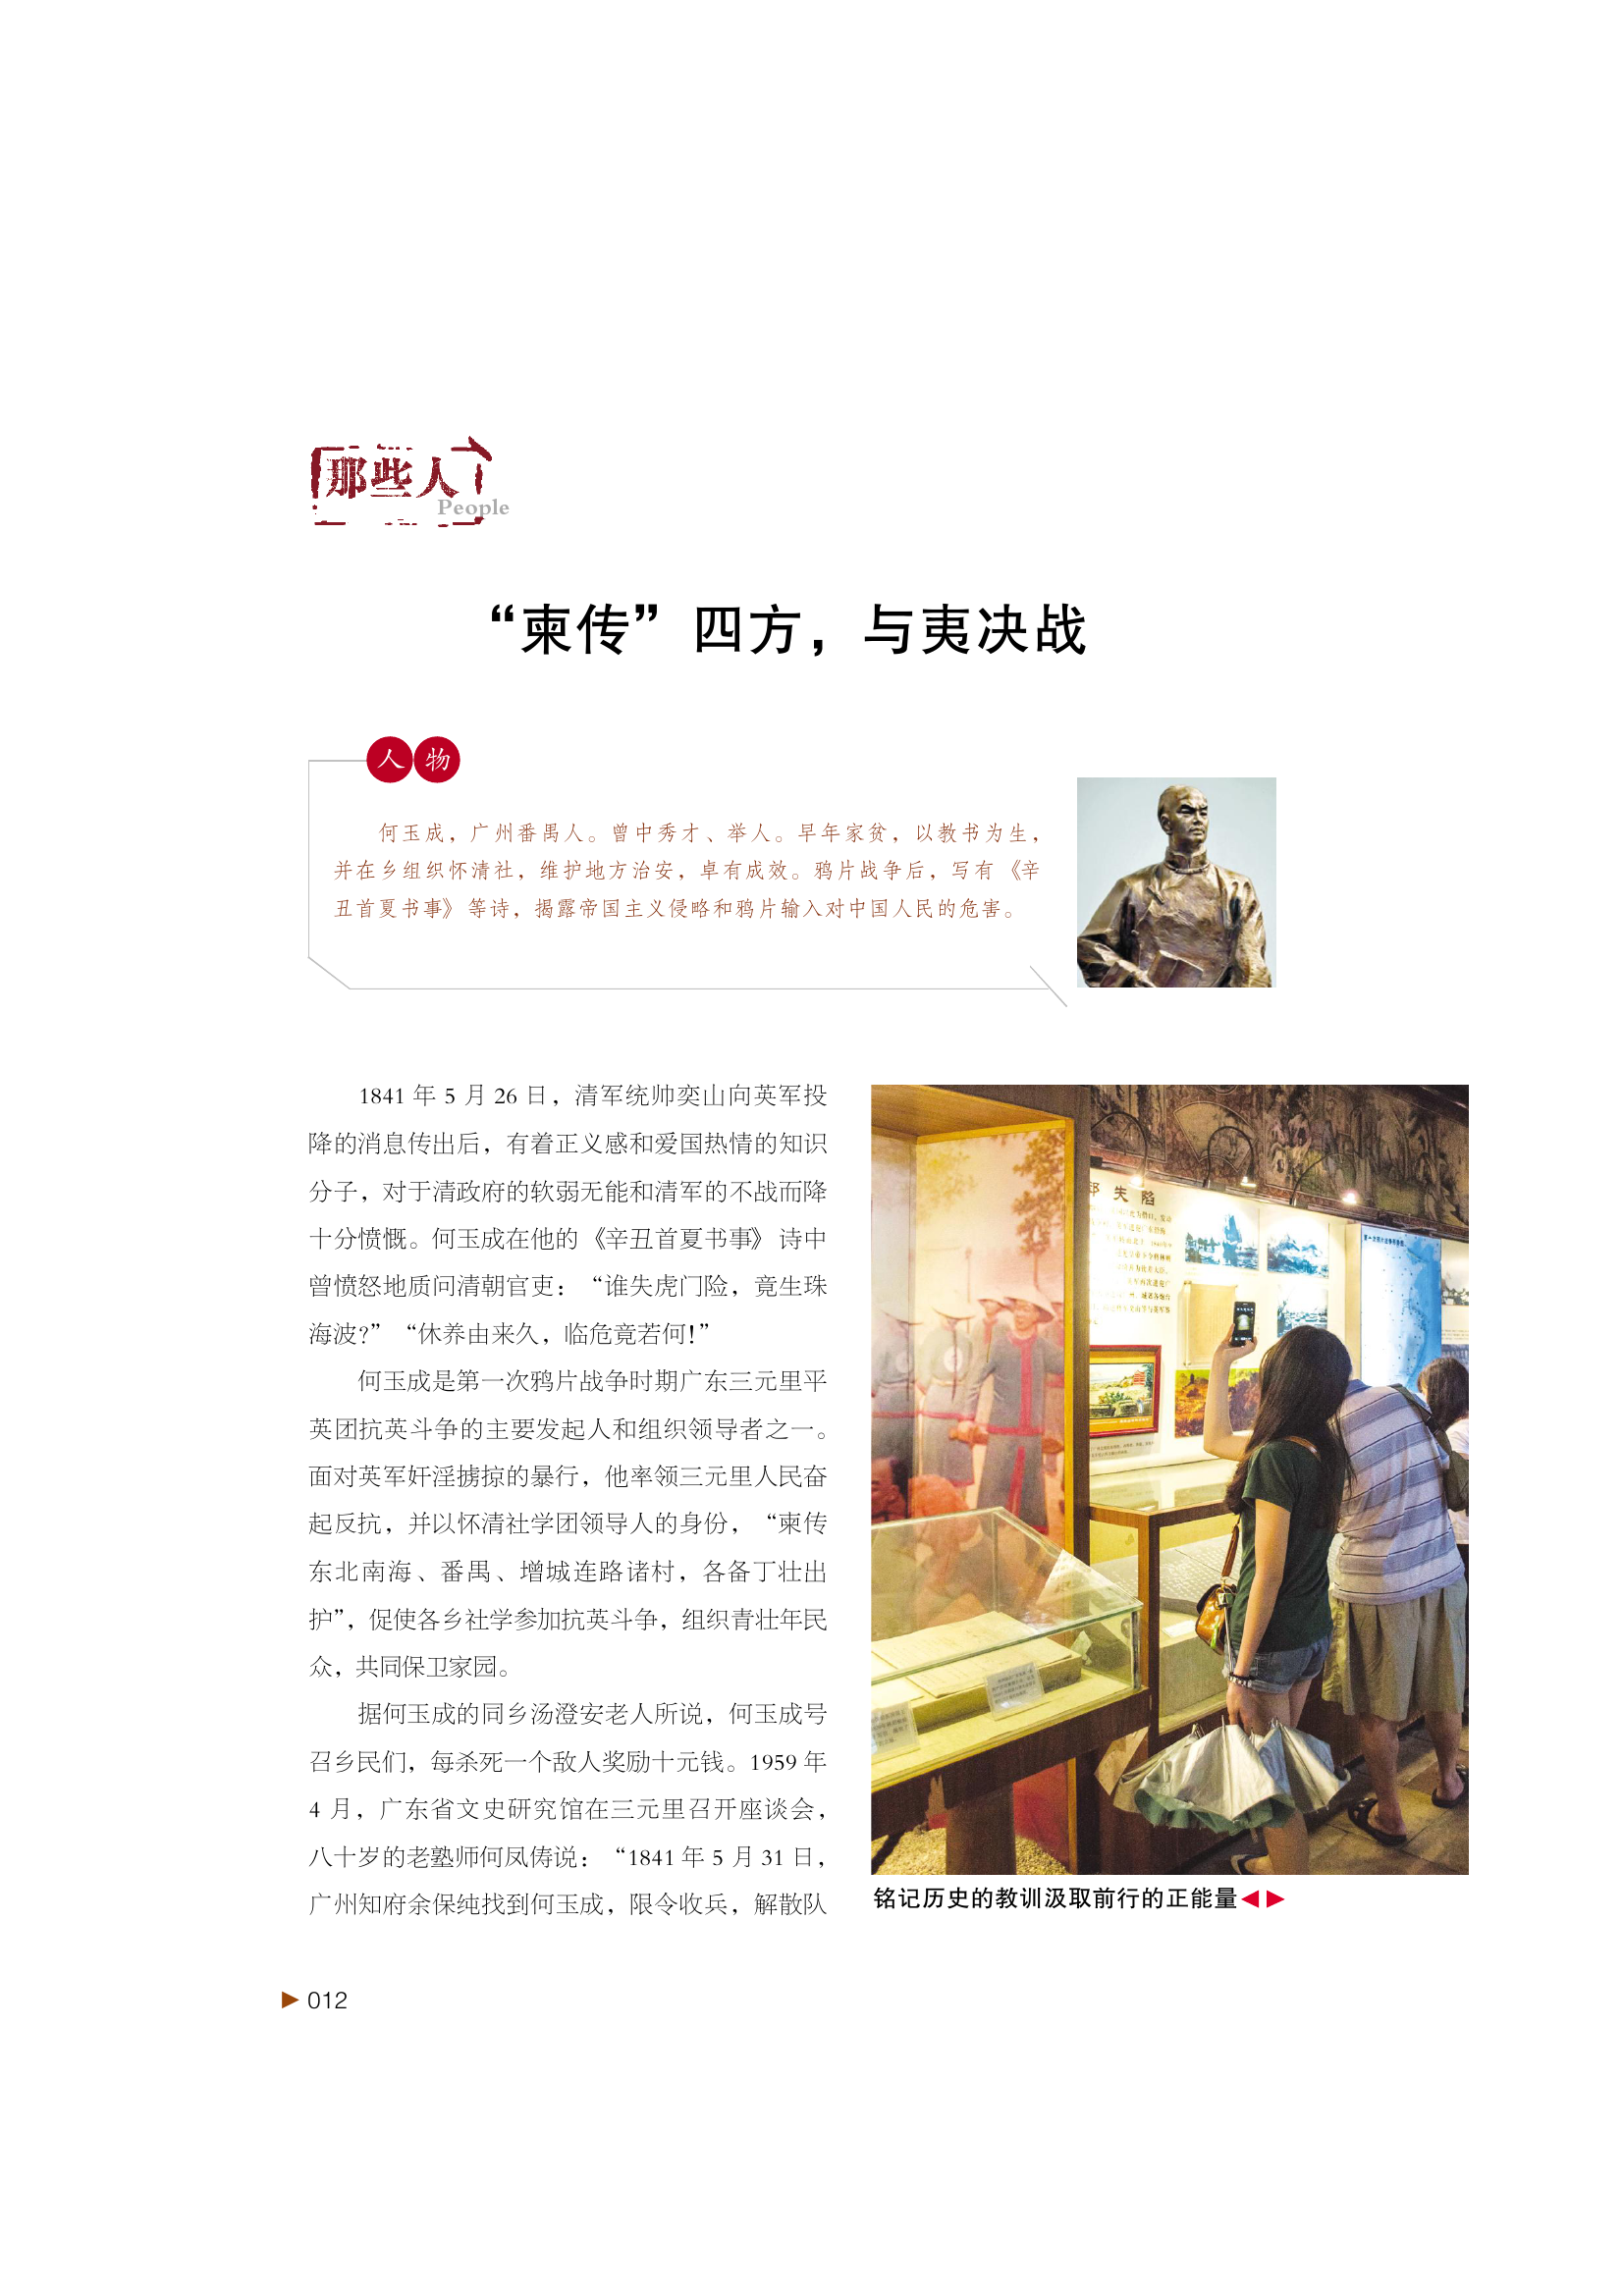 那些人
People
“柬传”四方，与夷决战
人物
何玉成，广州番禺人。曾中秀才、举人。早年家贫，以教书为生，
并在乡组织怀清社，维护地方治安，卓有成效。鸦片战争后，写有《辛
丑首夏书事》等诗，揭露帝国主义侵略和鸦片输入对中国人民的危害。
1841 年 5 月 26 日，清军统帅奕山向英军投
降的消息传出后，有着正义感和爱国热情的知识
分子，对于清政府的软弱无能和清军的不战而降
十分愤慨。何玉成在他的《辛丑首夏书事》诗中
曾愤怒地质问清朝官吏：“谁失虎门险，竟生珠
海波?”“休养由来久，临危竟若何!”
何玉成是第一次鸦片战争时期广东三元里平
英团抗英斗争的主要发起人和组织领导者之一。
面对英军奸淫掳掠的暴行，他率领三元里人民奋
起反抗，并以怀清社学团领导人的身份，“柬传
东北南海、番禺、增城连路诸村，各备丁壮出
护”，促使各乡社学参加抗英斗争，组织青壮年民
众，共同保卫家园。
据何玉成的同乡汤澄安老人所说，何玉成号
召乡民们，每杀死一个敌人奖励十元钱。1959 年
4 月，广东省文史研究馆在三元里召开座谈会，
八十岁的老塾师何凤俦说：“1841 年 5 月 31 日，
广州知府余保纯找到何玉成，限令收兵，解散队
失陷
铭记历史的教训汲取前行的正能量
012